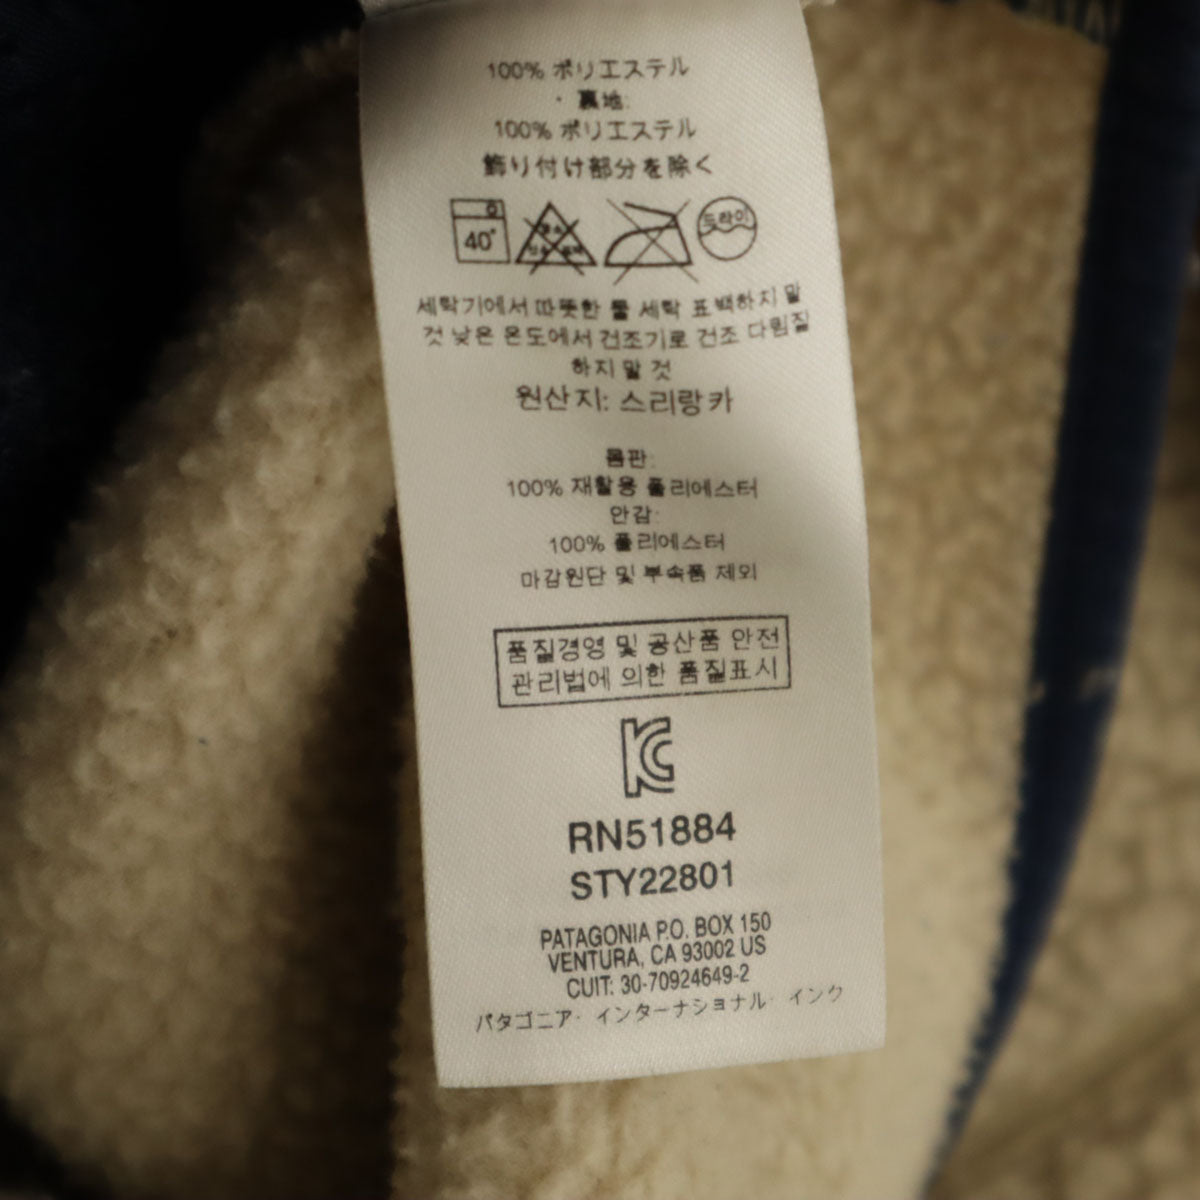 100% ポリエステル
・裏地:
100% ポリエステル
飾り付け部分を除く
40°
드라이
세탁기에서 따뜻한 물 세탁 표백하지 말
것 낮은 온도에서 건조기로 건조 다림질
하지 말 것
원산지: 스리랑카
몸판:
100% 재활용 폴리에스터
안감:
100% 폴리에스터
마감원단 및 부속품 제외
품질경영 및 공산품 안전
관리법에 의한 품질표시
KC
RN51884
STY22801
PATAGONIA P.O. BOX 150
VENTURA, CA 93002 US
CUIT: 30-70924649-2
パタゴニア・インターナショナル・インク